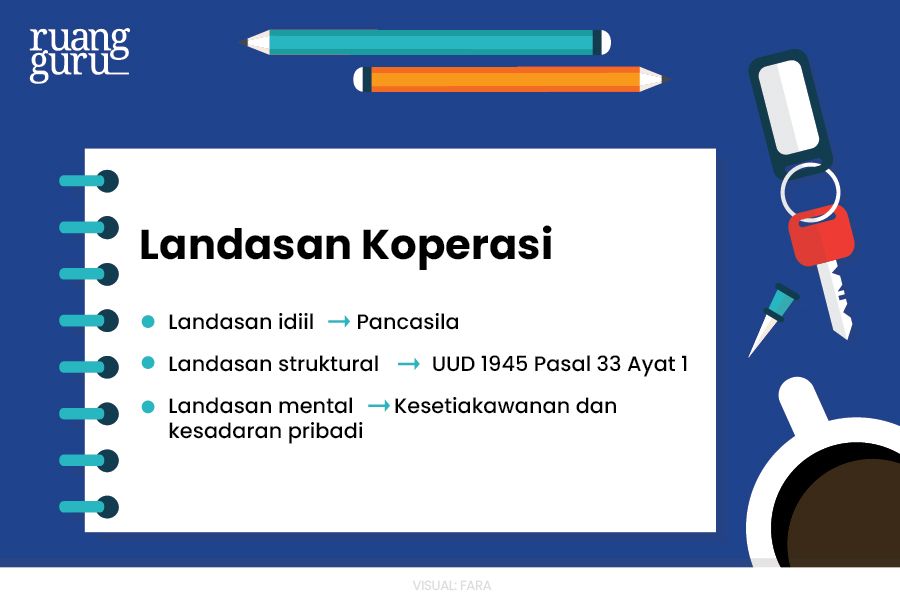 ruang
guru
Landasan Koperasi
Landasan idiil → Pancasila
Landasan struktural → UUD 1945 Pasal 33 Ayat 1
Landasan mental → Kesetiakawanan dan
kesadaran pribadi
VISUAL: FARA